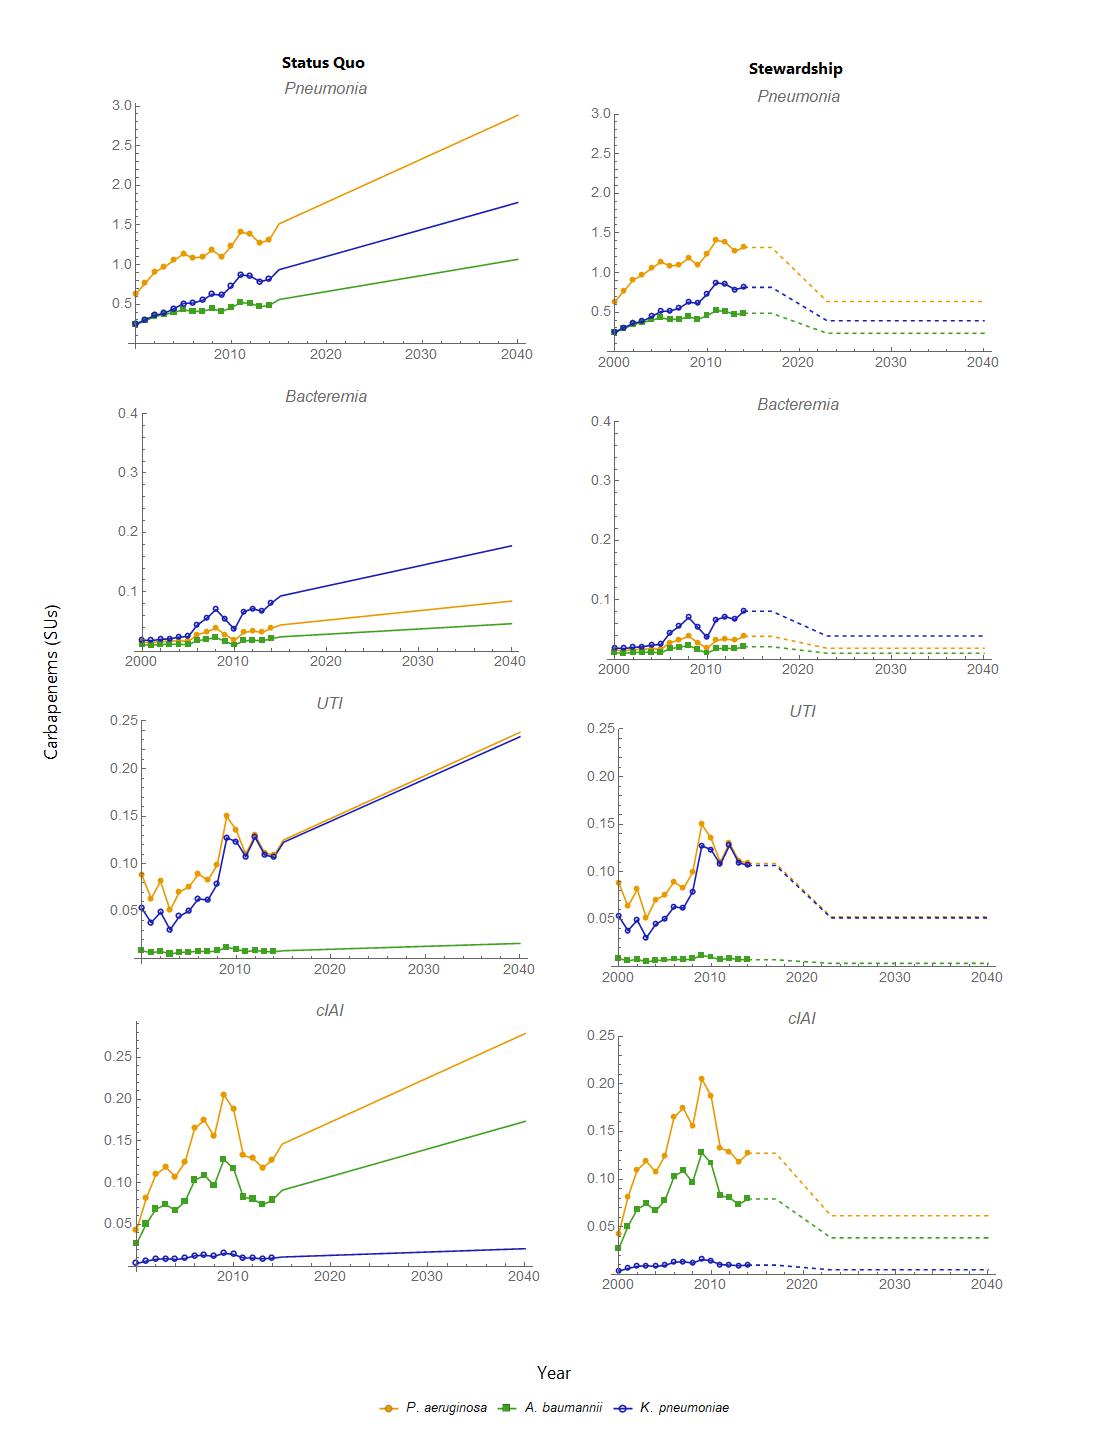 Status Quo
Stewardship
Pneumonia
Pneumonia
3.0
2.5
2.0
1.5
1.0
0.5
2010 2020 2030 2040
3.0
2.5
2.0
1.5
1.0
0.5
2000 2010 2020 2030 2040
Bacteremia
Bacteremia
0.4
0.3
0.2
0.1
2000 2010 2020 2030 2040
0.4
0.3
0.2
0.1
2000 2010 2020 2030 2040
Carbapenems (SUs)
UTI
UTI
0.25
0.20
0.15
0.10
0.05
2010 2020 2030 2040
0.25
0.20
0.15
0.10
0.05
2000 2010 2020 2030 2040
cIAI
cIAI
0.25
0.20
0.15
0.10
0.05
2010 2020 2030 2040
0.25
0.20
0.15
0.10
0.05
2000 2010 2020 2030 2040
Year
P. aeruginosa A. baumannii K. pneumoniae